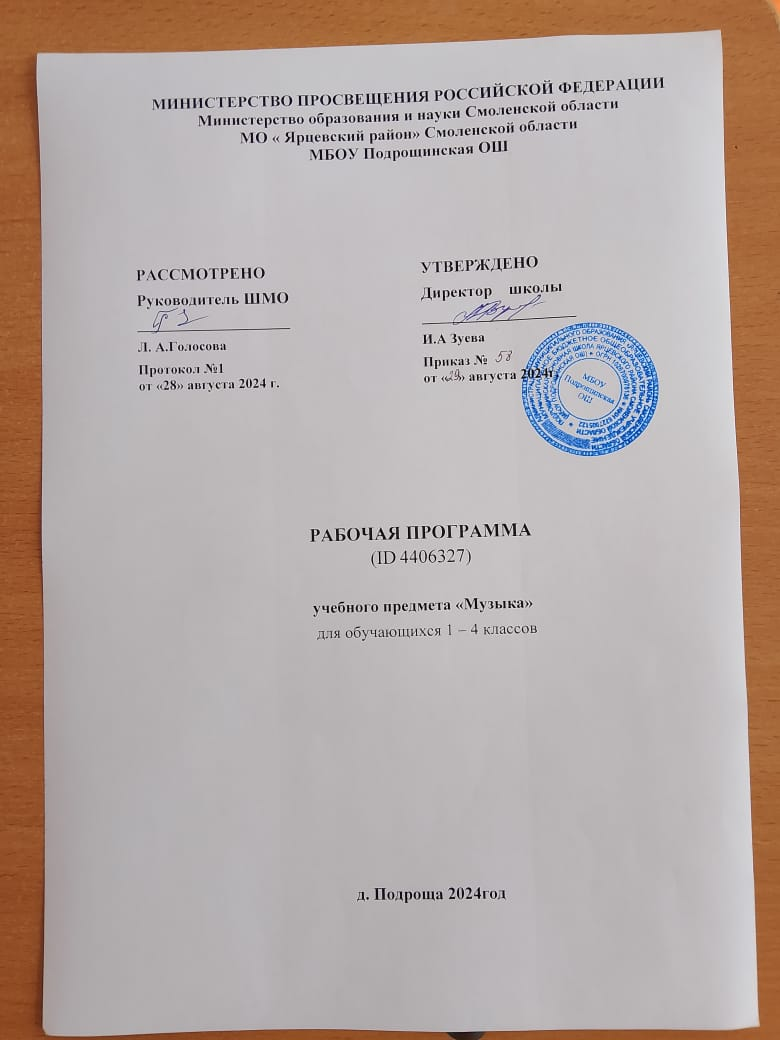 МИНИСТЕРСТВО ПРОСВЕЩЕНИЯ РОССИЙСКОЙ ФЕДЕРАЦИИ
Министерство образования и науки Смоленской области
МО « Ярцевский район» Смоленской области
МБОУ Подрощинская ОШ
РАССМОТРЕНО
Руководитель ШМО
Л. А.Голосова
Протокол №1
от «28» августа 2024 г.
УТВЕРЖДЕНО
Директор школы
И.А Зуева
Приказ № 58
от «29» августа 2024г.
МБОУ
Подрощинская
ОШ
РАБОЧАЯ ПРОГРАММА
(ID 4406327)
учебного предмета «Музыка»
для обучающихся 1 – 4 классов
д. Подроща 2024год